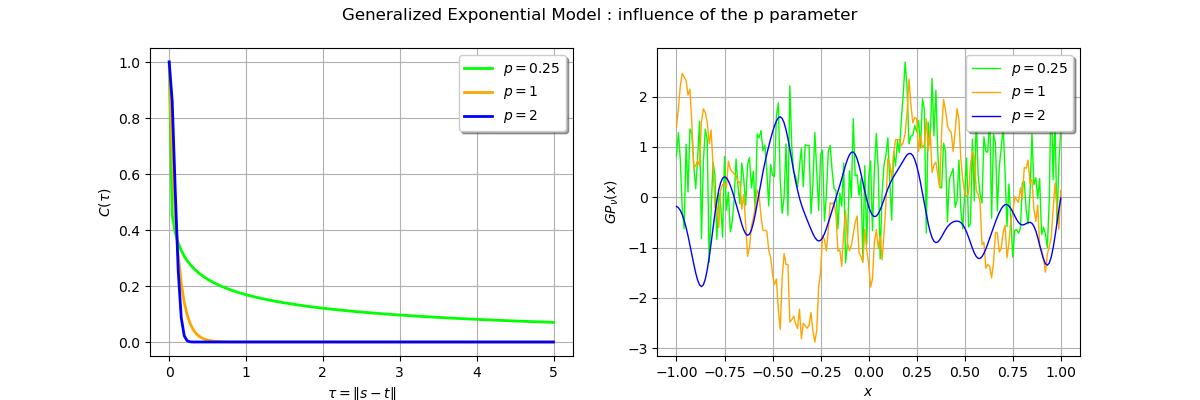 Generalized Exponential Model : influence of the p parameter
C(τ)
1.0
0.8
0.6
0.4
0.2
0.0
0 1 2 3 4 5
τ = ‖s − t‖
p = 0.25
p = 1
p = 2
GPν(x)
2
1
0
−1
−2
−3
−1.00 −0.75 −0.50 −0.25 0.00 0.25 0.50 0.75 1.00
x
p = 0.25
p = 1
p = 2